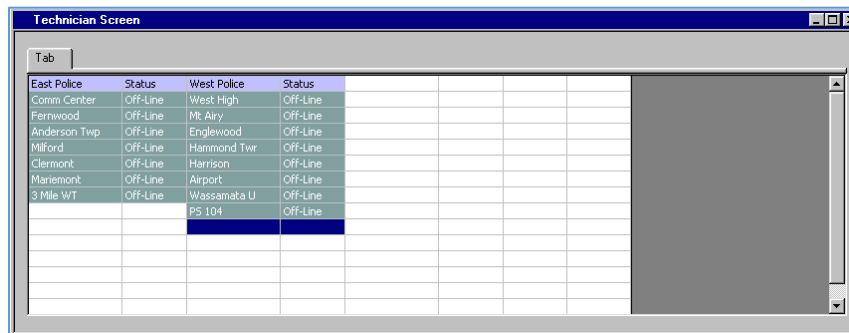 Technician Screen
Tab
East Police Status West Police Status
Comm Center Off-Line West High Off-Line
Fernwood Off-Line Mt Airy Off-Line
Anderson Twp Off-Line Englewood Off-Line
Milford Off-Line Hammond Twr Off-Line
Clermont Off-Line Harrison Off-Line
Mariemont Off-Line Airport Off-Line
3 Mile WT Off-Line Wassamata U Off-Line
PS 104 Off-Line